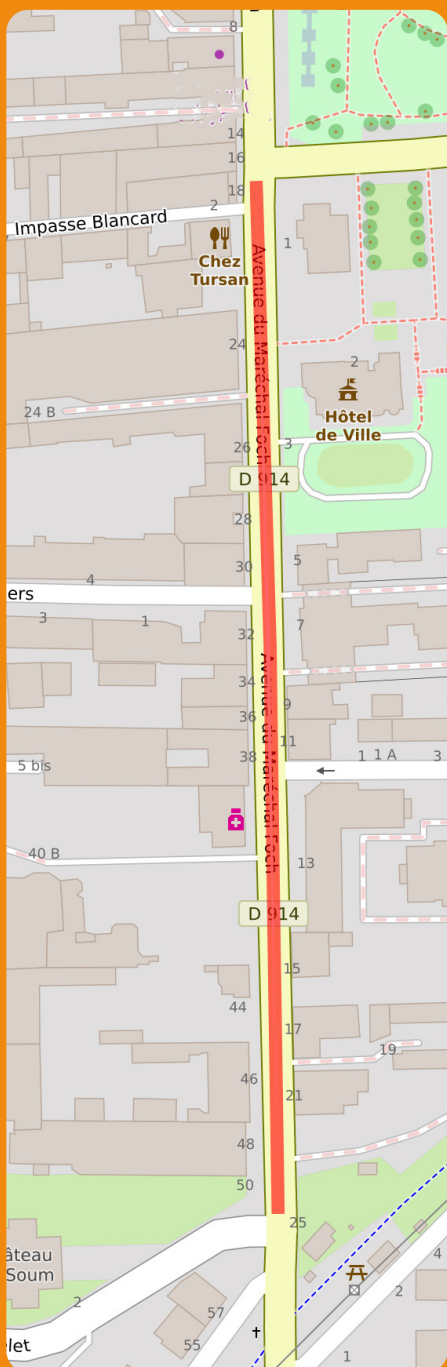 8
14
16
18
2
Impasse Blancard
1
Chez
Tursan
Avenue du Maréchal Foch
24
2
24 B
Hôtel
de Ville
26
3
D 914
28
5
30
4
ers
3
1
7
32
34
Avenue du Maréchal Foch
9
36
11
38
1
1 A
3
5 bis
40 B
13
D 914
15
44
17
19
46
21
48
50
25
âteau
Soum
4
2
2
57
55
let
1